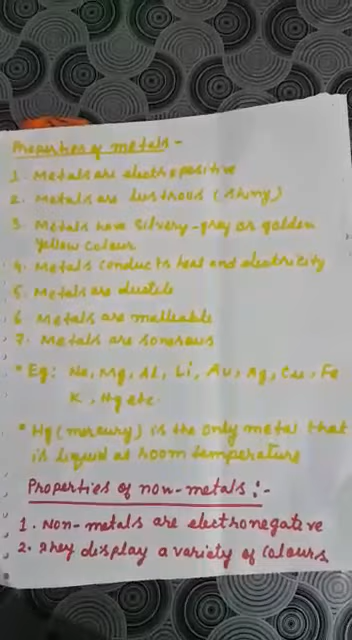 Properties of metals -
1. Metals are electropositive
2. Metals are lustrous (shiny)
3. Metals have silvery-grey or golden
yellow colour
4. Metals conducts heat and electricity
5. Metals are ductile
6. Metals are malleable
7. Metals are sonorous
* Eg: Na, Mg, Al, Li, Au, Ag, Cu, Fe
K, Hg etc.
* Hg (mercury) is the only metal that
is liquid at room temperature
Properties of non-metals :-
1. Non-metals are electronegative
2. They display a variety of colours